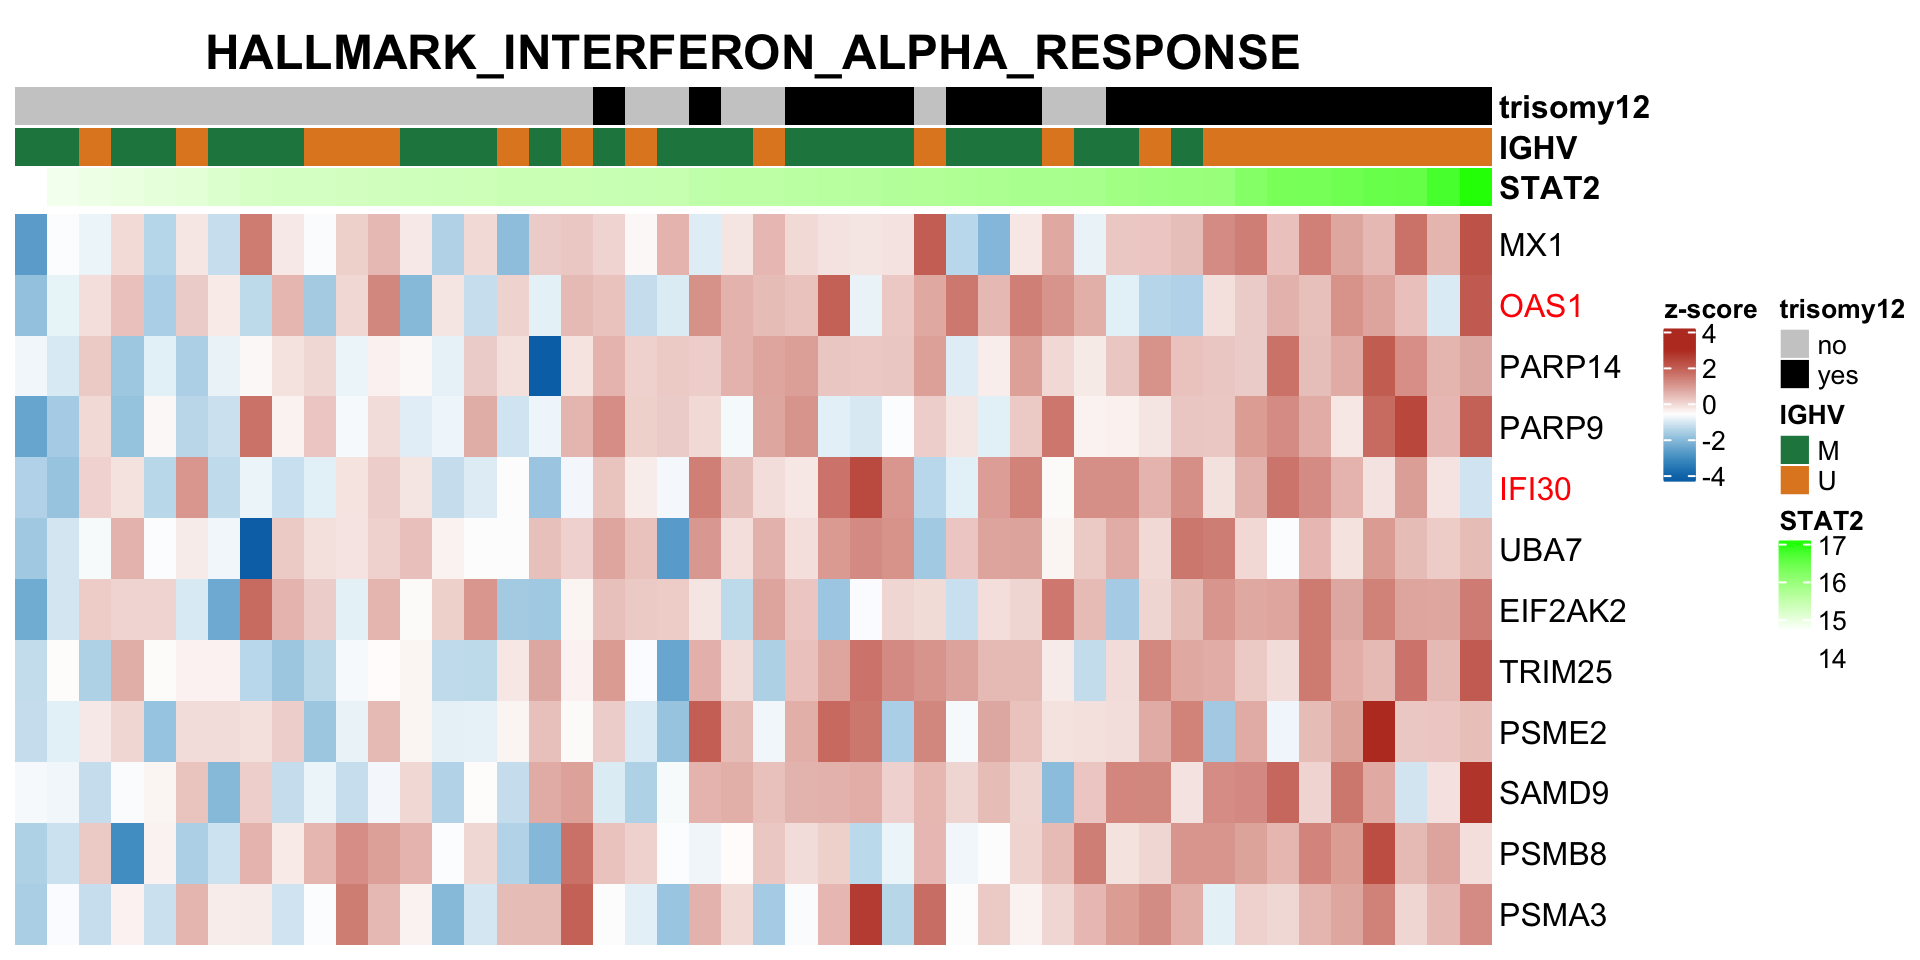 HALLMARK_INTERFERON_ALPHA_RESPONSE
trisomy12
IGHV
STAT2
MX1
OAS1
PARP14
PARP9
IFI30
UBA7
EIF2AK2
TRIM25
PSME2
SAMD9
PSMB8
PSMA3
z-score
4
2
0
-2
-4
trisomy12
no
yes
IGHV
M
U
STAT2
17
16
15
14